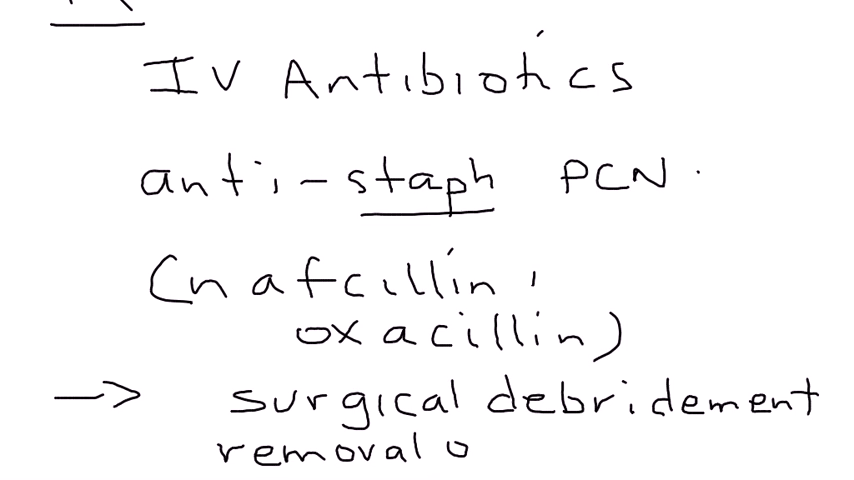 IV Antibiotics
anti-staph PCN.
(nafcillin,
oxacillin)
-> surgical debridement
removal o